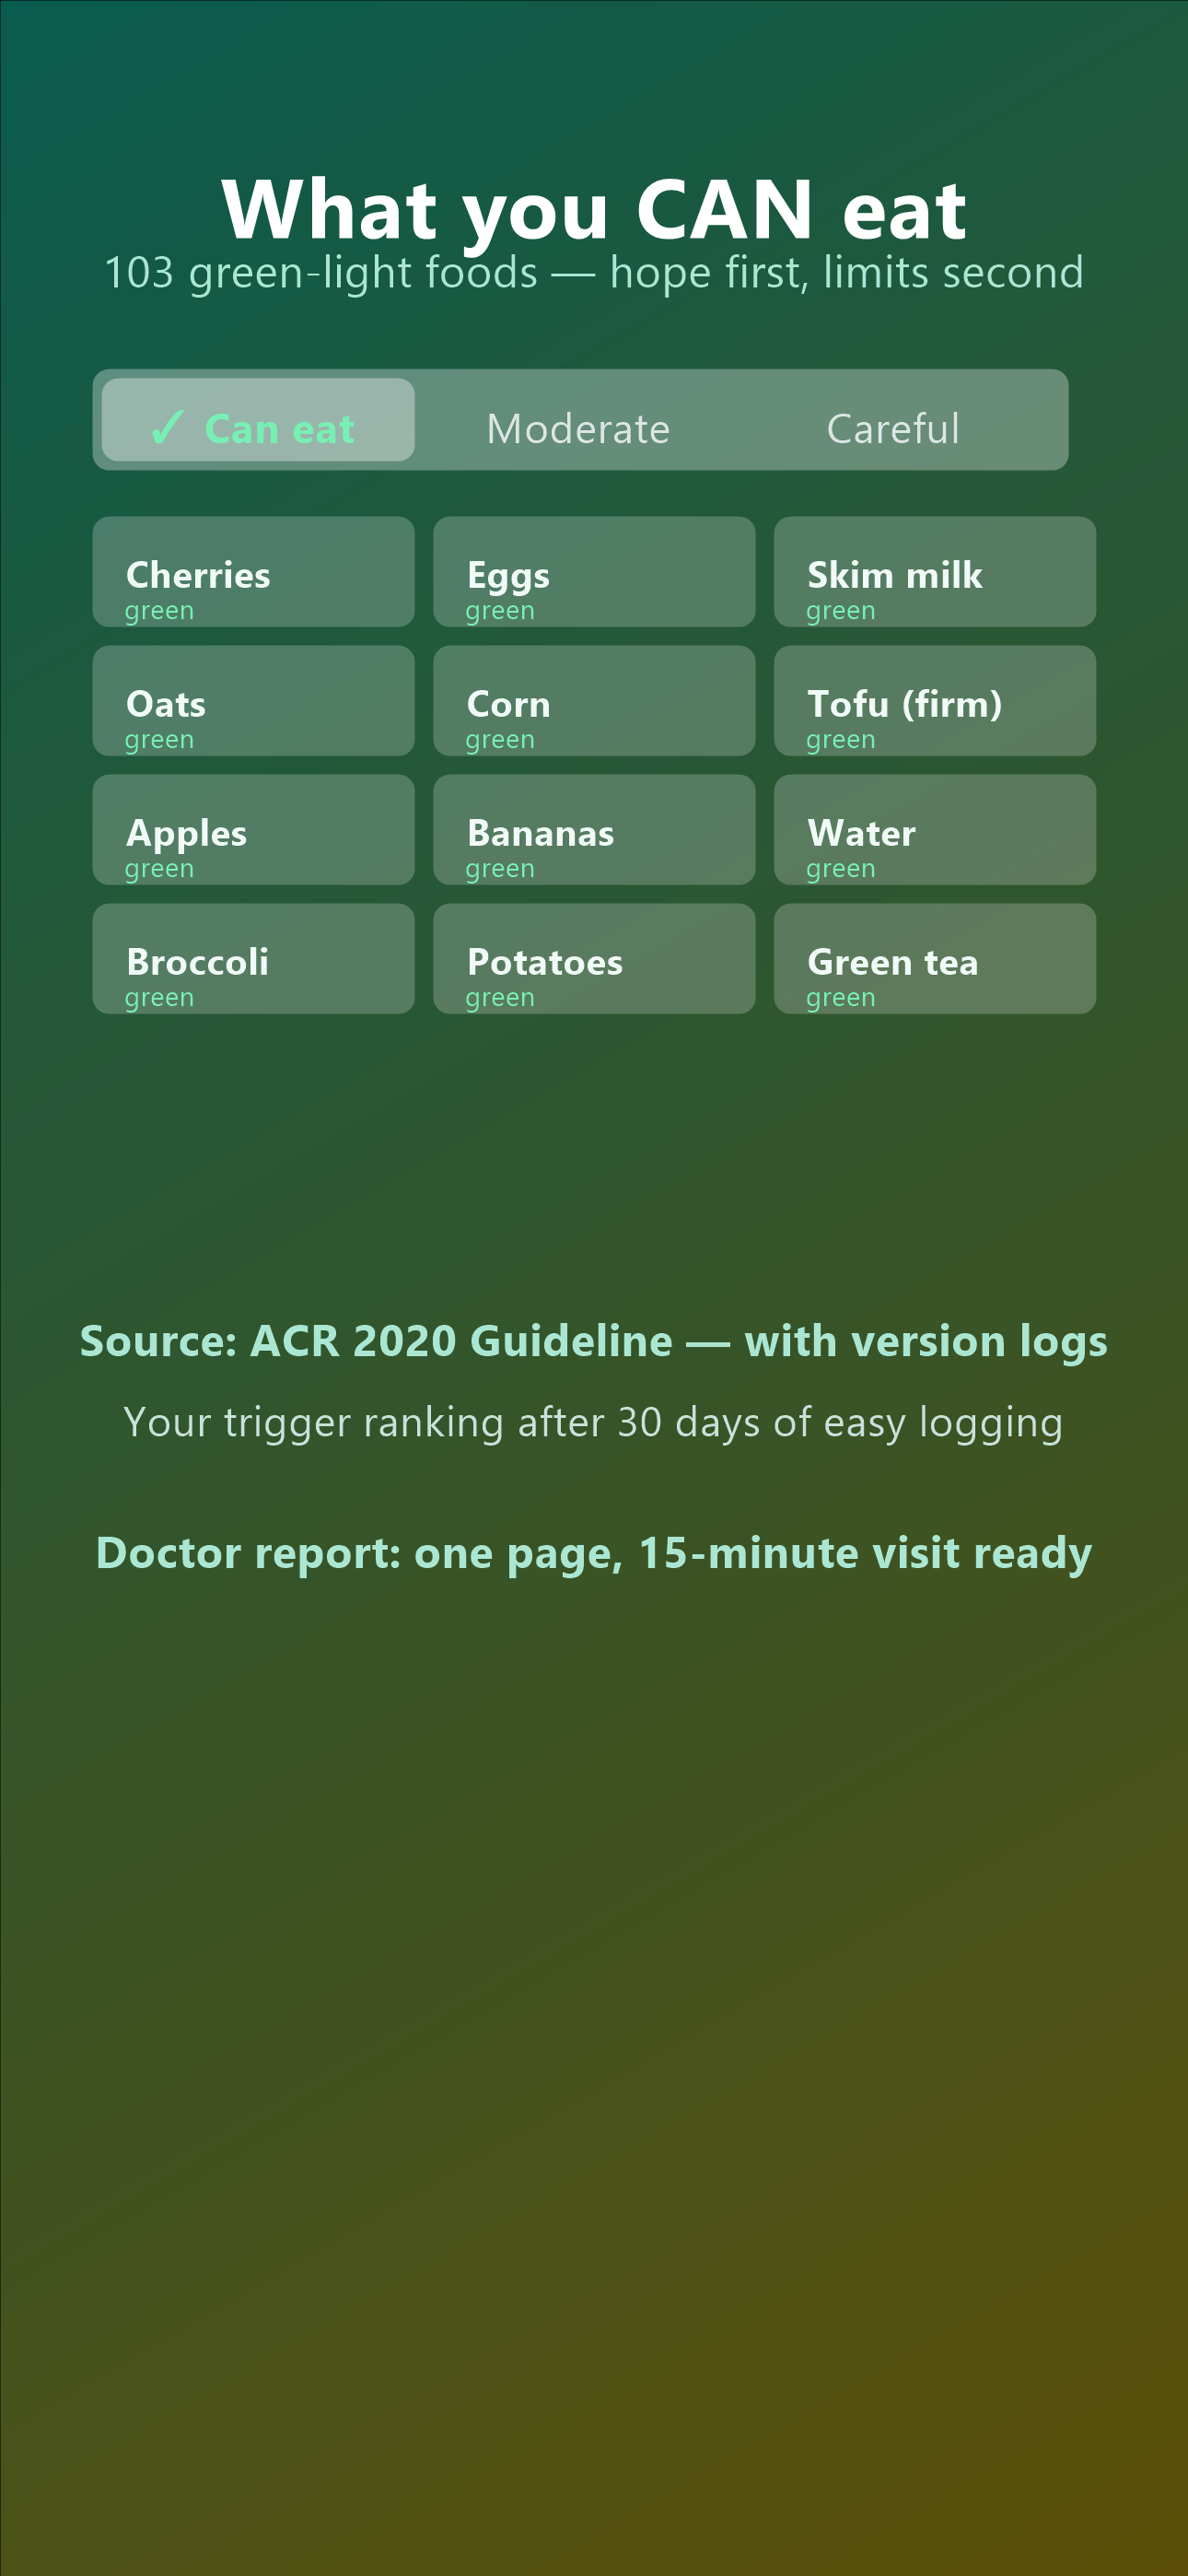 What you CAN eat
103 green-light foods — hope first, limits second
✓ Can eat Moderate Careful
Cherries Eggs Skim milk
green green green
Oats Corn Tofu (firm)
green green green
Apples Bananas Water
green green green
Broccoli Potatoes Green tea
green green green
Source: ACR 2020 Guideline — with version logs
Your trigger ranking after 30 days of easy logging
Doctor report: one page, 15-minute visit ready